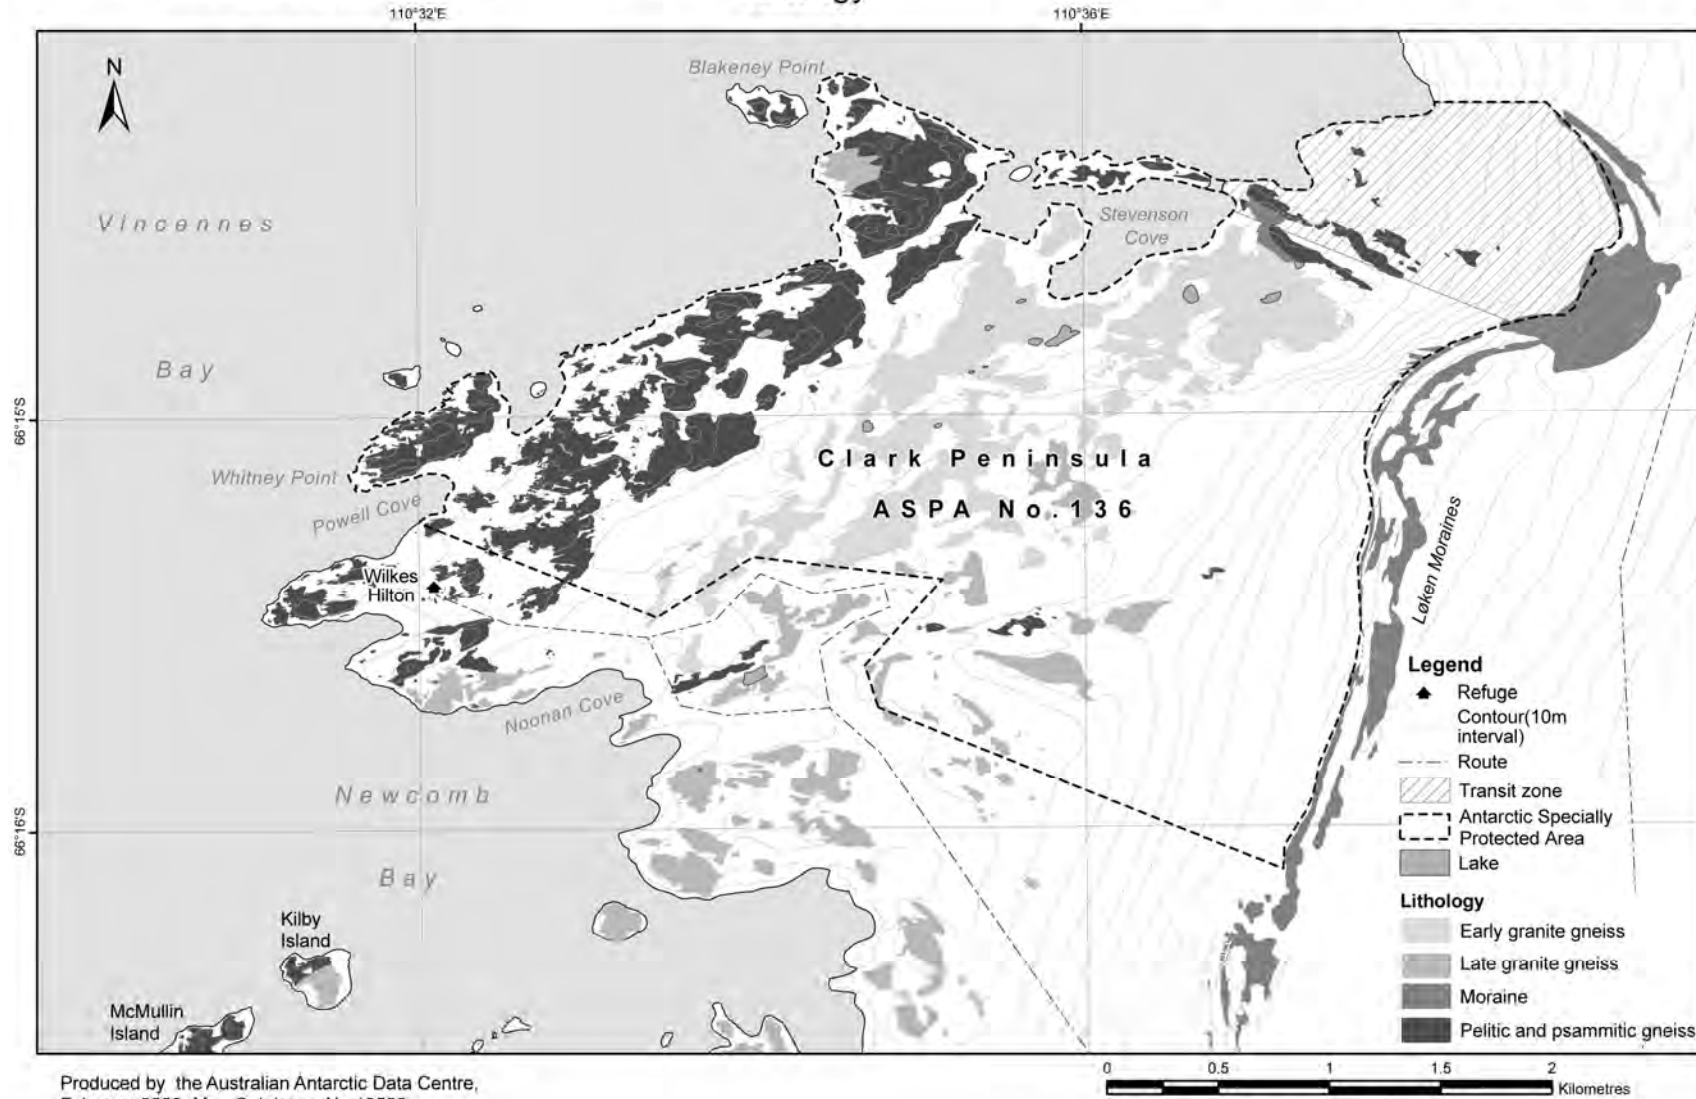 110°32'E
110°36'E
N
Blakeney Point
Vincennes
Stevenson
Cove
Bay
66°15'S
Whitney Point
Powell Cove
Clark Peninsula
ASPA No.136
Wilkes
Hilton
Løken Moraines
Noonan Cove
Newcomb
66°16'S
Bay
Kilby
Island
McMullin
Island
Legend
Refuge
Contour(10m
interval)
Route
Transit zone
Antarctic Specially
Protected Area
Lake
Lithology
Early granite gneiss
Late granite gneiss
Moraine
Pelitic and psammitic gneiss
0 0.5 1 1.5 2
Kilometres
Produced by the Australian Antarctic Data Centre,